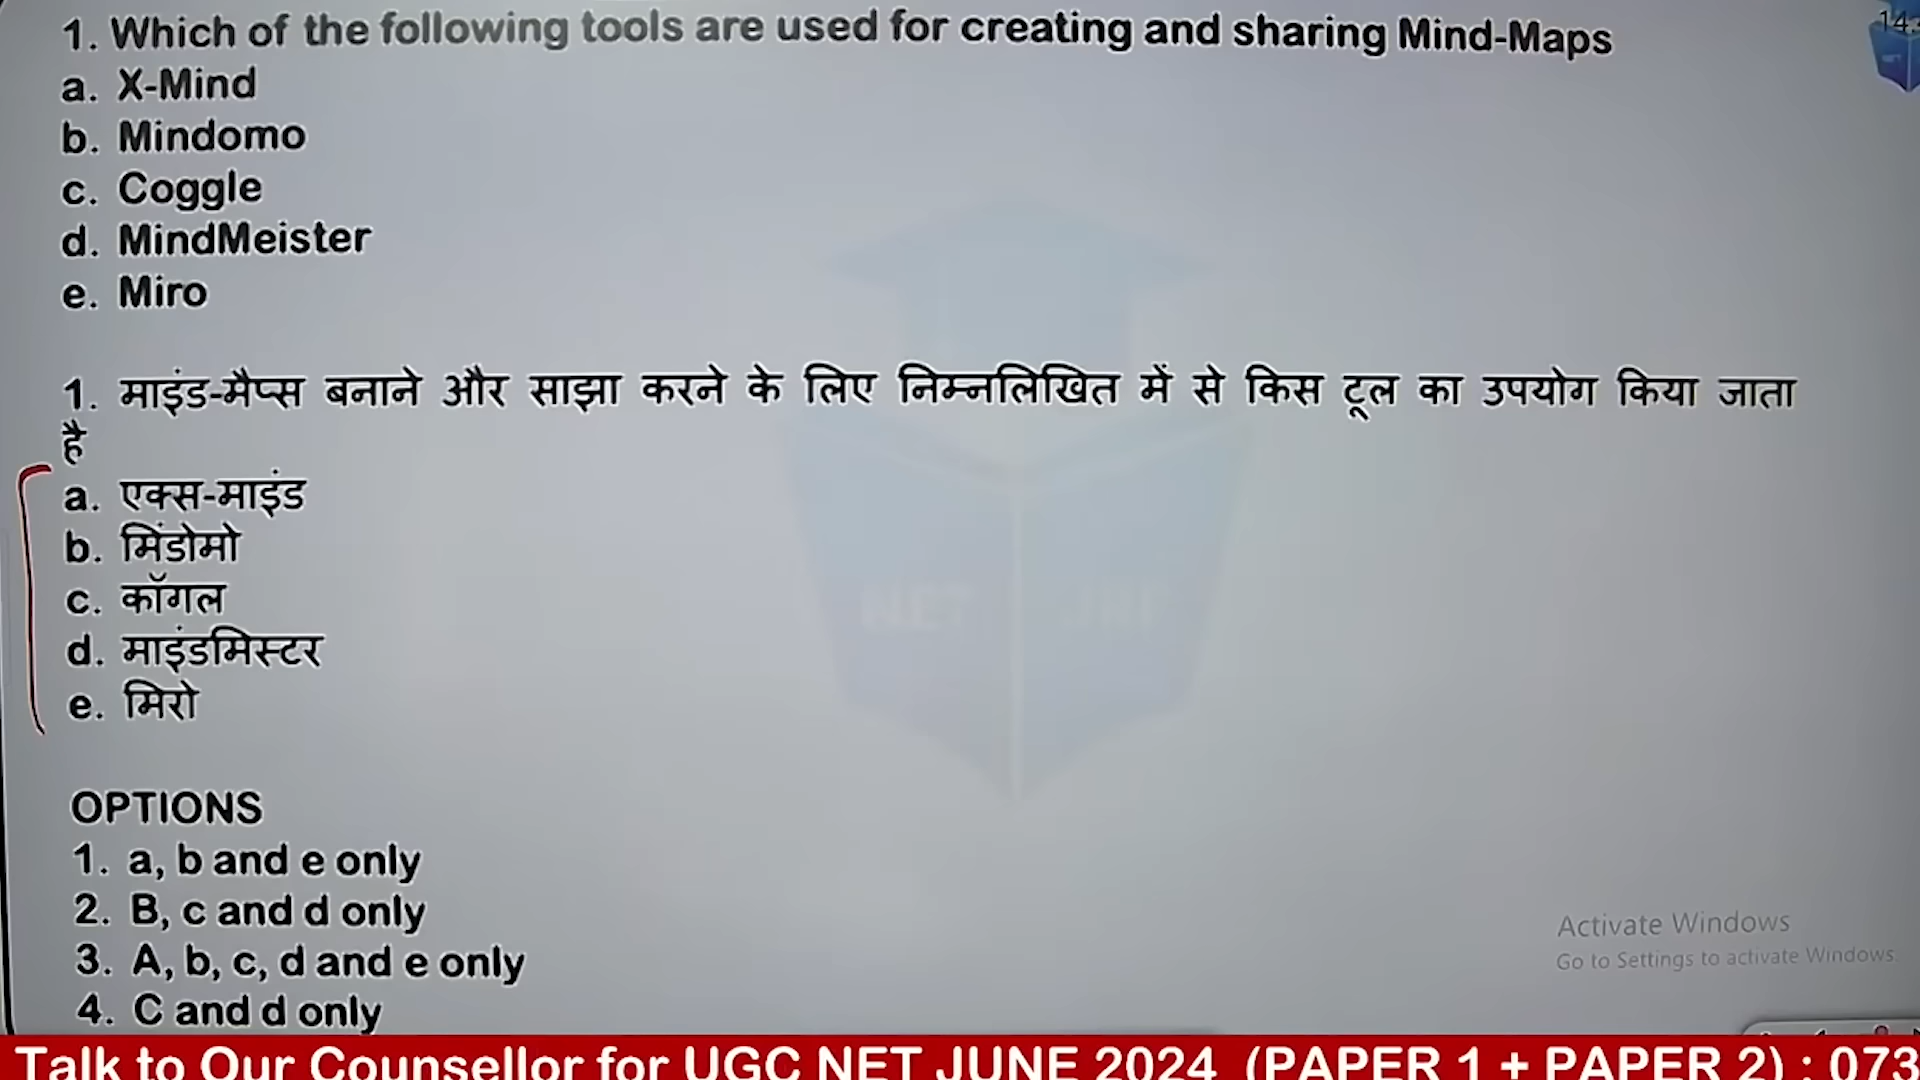 1. Which of the following tools are used for creating and sharing Mind-Maps
a. X-Mind
b. Mindomo
c. Coggle
d. MindMeister
e. Miro
1. माइंड-मैप्स बनाने और साझा करने के लिए निम्नलिखित में से किस टूल का उपयोग किया जाता
है
a. एक्स-माइंड
b. मिंडोमो
c. कॉगल
d. माइंडमिस्टर
e. मिरो
NET JRF
OPTIONS
1. a, b and e only
2. B, c and d only
3. A, b, c, d and e only
4. C and d only
Activate Windows
Go to Settings to activate Windows.
Talk to Our Counsellor for UGC NET JUNE 2024 (PAPER 1 + PAPER 2) : 073